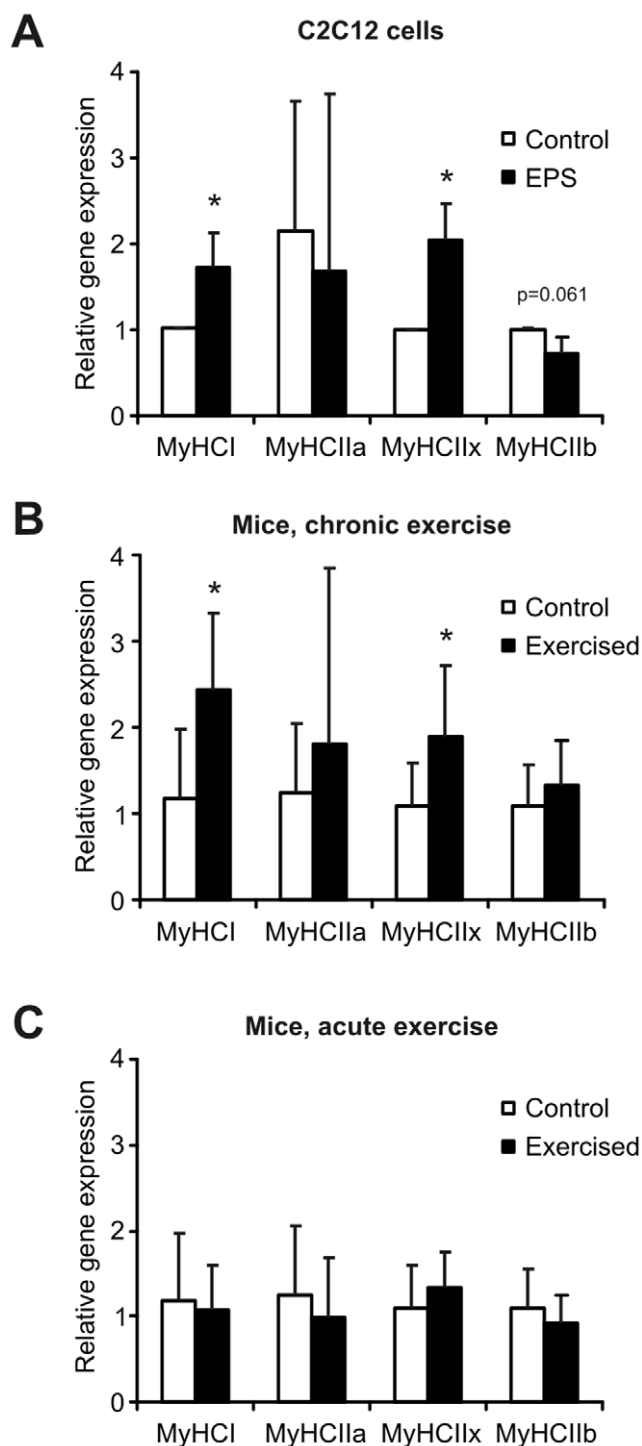 A
C2C12 cells
Relative gene expression
4
3
2
1
0
Control
EPS
*
*
p=0.061
MyHCI MyHCIIa MyHCIIx MyHCIIb
B
Mice, chronic exercise
Relative gene expression
4
3
2
1
0
Control
Exercised
*
*
MyHCI MyHCIIa MyHCIIx MyHCIIb
C
Mice, acute exercise
Relative gene expression
4
3
2
1
0
Control
Exercised
MyHCI MyHCIIa MyHCIIx MyHCIIb